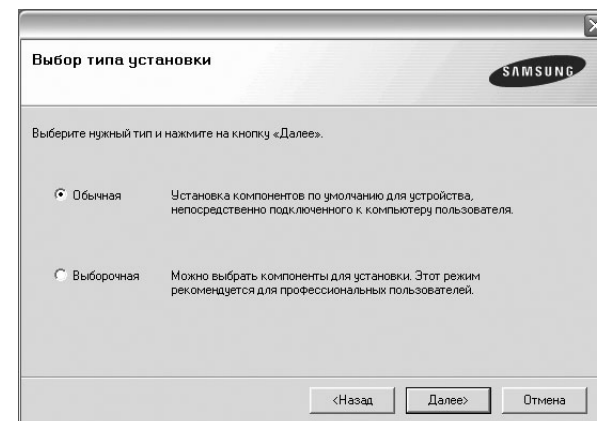 Выбор типа установки
SAMSUNG
Выберите нужный тип и нажмите на кнопку «Далее».
Обычная
Установка компонентов по умолчанию для устройства,
непосредственно подключенного к компьютеру пользователя.
Выборочная
Можно выбрать компоненты для установки. Этот режим
рекомендуется для профессиональных пользователей.
<Назад
Далее>
Отмена